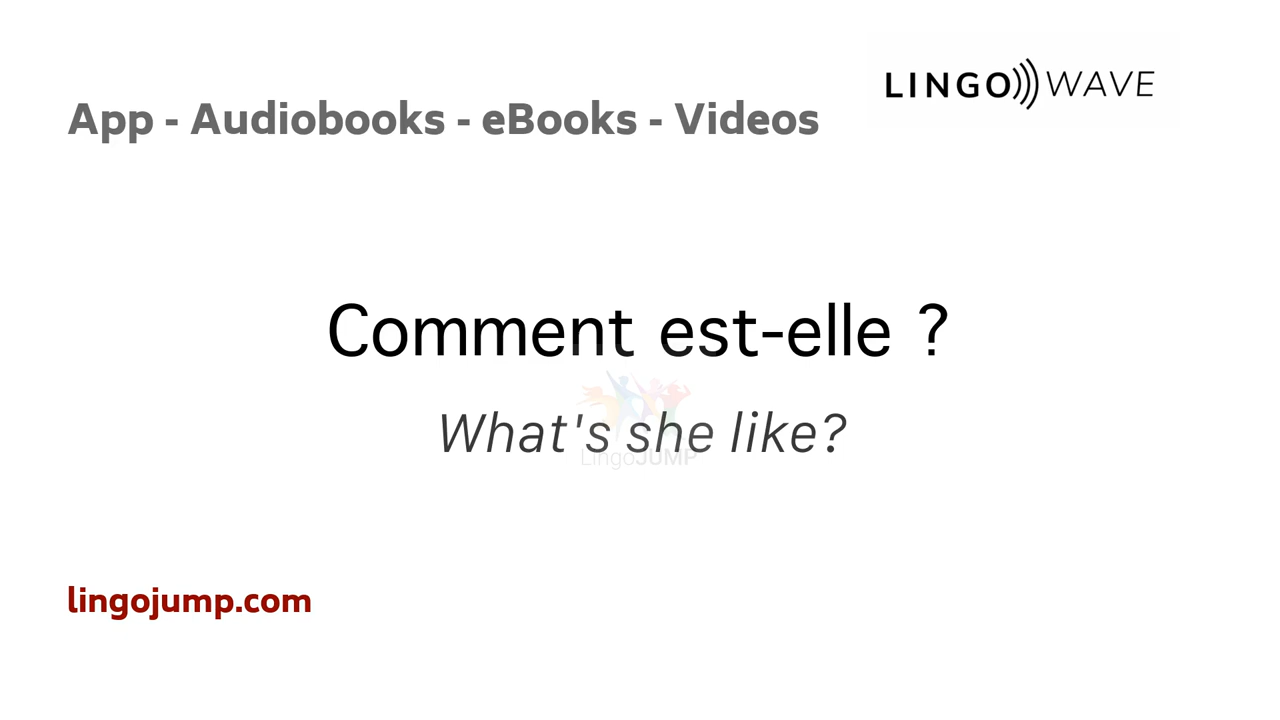 LINGO WAVE
App - Audiobooks - eBooks - Videos
Comment est-elle ?
What's she like?
LingoJUMP
lingojump.com